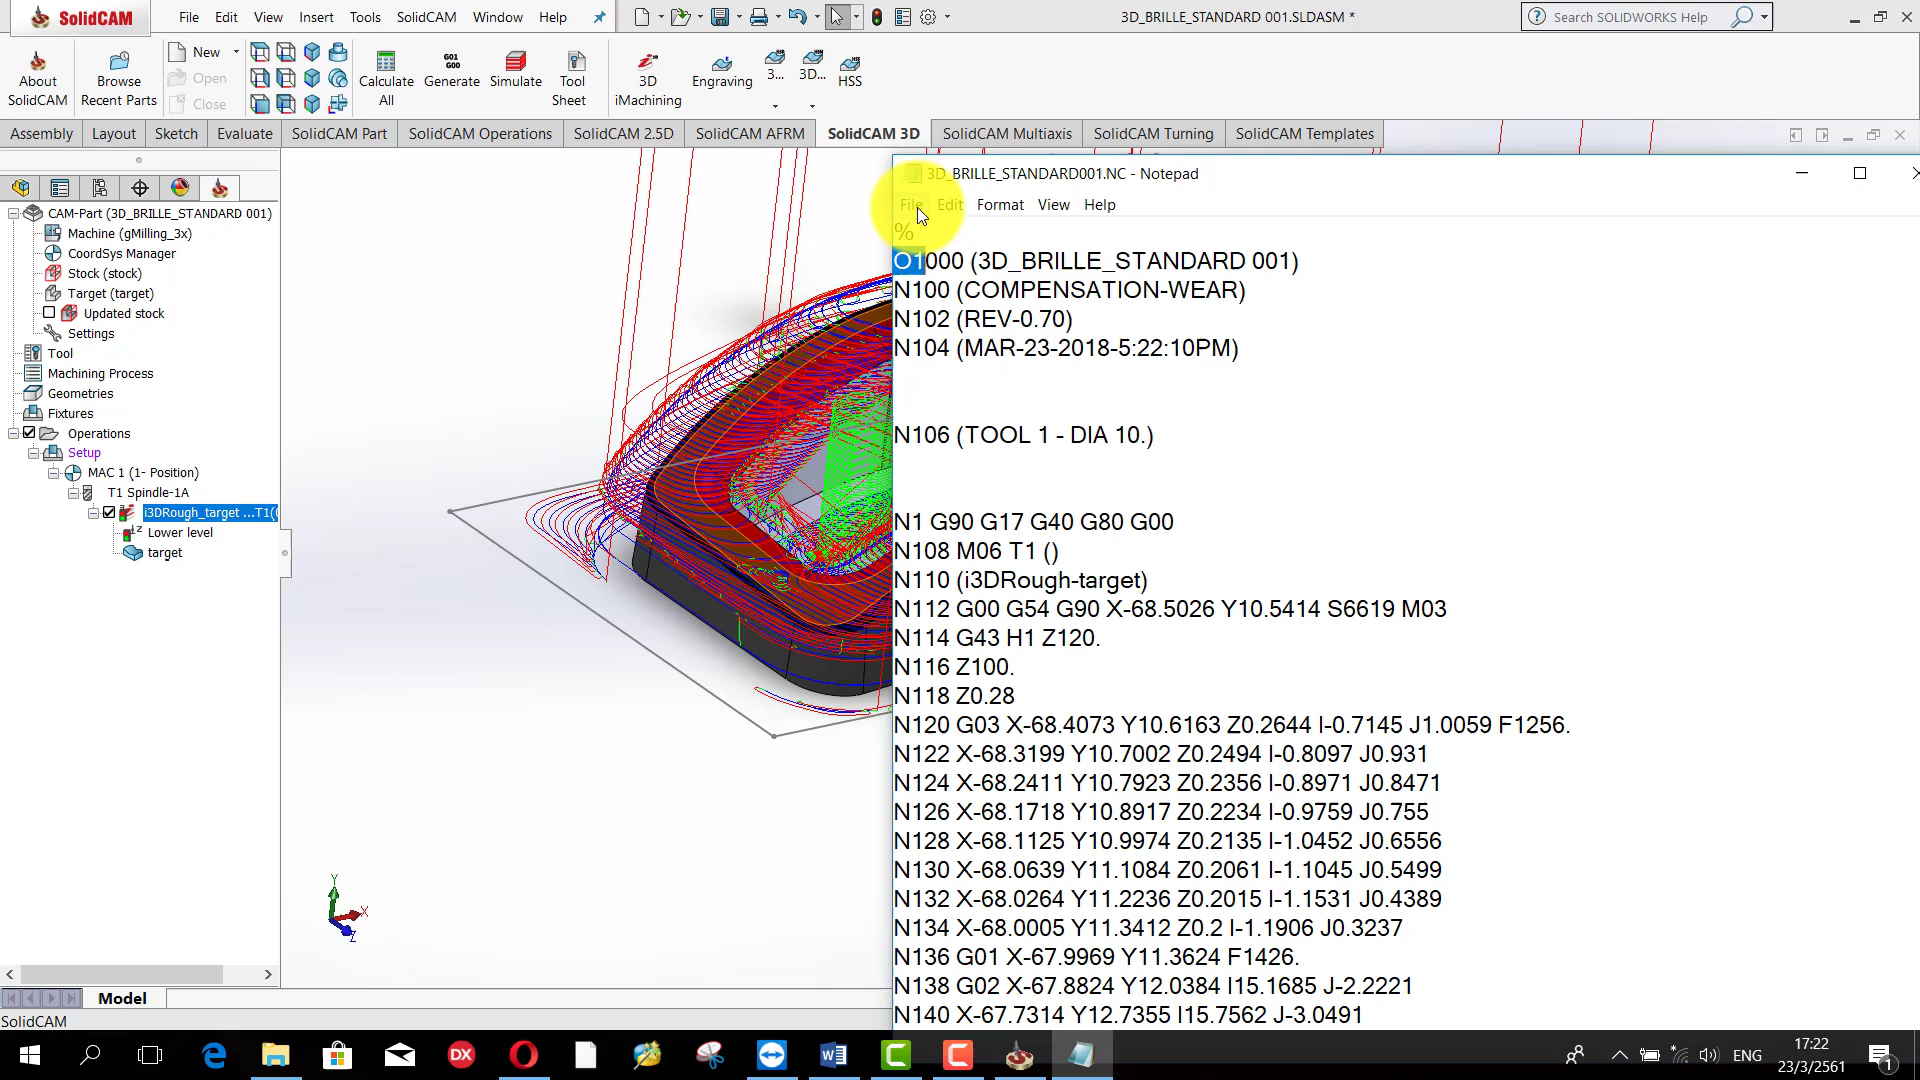 SolidCAM File Edit View Insert Tools SolidCAM Window Help 3D_BRILLE_STANDARD 001.SLDASM * Search SOLIDWORKS Help
About SolidCAM
Browse Recent Parts
New
Open
Close
Calculate All
G01 G00 Generate
Simulate
Tool Sheet
3D iMachining
Engraving
3...
3D...
HSS
Assembly Layout Sketch Evaluate SolidCAM Part SolidCAM Operations SolidCAM 2.5D SolidCAM AFRM SolidCAM 3D SolidCAM Multiaxis SolidCAM Turning SolidCAM Templates
CAM-Part (3D_BRILLE_STANDARD 001)
Machine (gMilling_3x)
CoordSys Manager
Stock (stock)
Target (target)
Updated stock
Settings
Tool
Machining Process
Geometries
Fixtures
Operations
Setup
MAC 1 (1- Position)
T1 Spindle-1A
i3DRough_target ...T1(
Lower level
target
Y
X
Z
Model
SolidCAM
3D_BRILLE_STANDARD001.NC - Notepad
File Edit Format View Help
%
O1000 (3D_BRILLE_STANDARD 001)
N100 (COMPENSATION-WEAR)
N102 (REV-0.70)
N104 (MAR-23-2018-5:22:10PM)
N106 (TOOL 1 - DIA 10.)
N1 G90 G17 G40 G80 G00
N108 M06 T1 ()
N110 (i3DRough-target)
N112 G00 G54 G90 X-68.5026 Y10.5414 S6619 M03
N114 G43 H1 Z120.
N116 Z100.
N118 Z0.28
N120 G03 X-68.4073 Y10.6163 Z0.2644 I-0.7145 J1.0059 F1256.
N122 X-68.3199 Y10.7002 Z0.2494 I-0.8097 J0.931
N124 X-68.2411 Y10.7923 Z0.2356 I-0.8971 J0.8471
N126 X-68.1718 Y10.8917 Z0.2234 I-0.9759 J0.755
N128 X-68.1125 Y10.9974 Z0.2135 I-1.0452 J0.6556
N130 X-68.0639 Y11.1084 Z0.2061 I-1.1045 J0.5499
N132 X-68.0264 Y11.2236 Z0.2015 I-1.1531 J0.4389
N134 X-68.0005 Y11.3412 Z0.2 I-1.1906 J0.3237
N136 G01 X-67.9969 Y11.3624 F1426.
N138 G02 X-67.8824 Y12.0384 I15.1685 J-2.2221
N140 X-67.7314 Y12.7355 I15.7562 J-3.0491
DX
ENG
17:22
23/3/2561
1